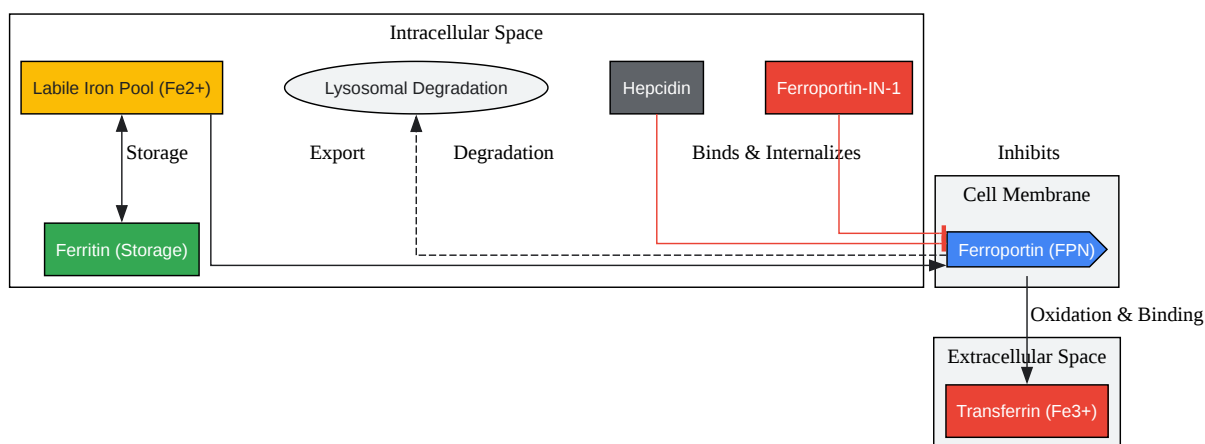 Intracellular Space
Labile Iron Pool (Fe2+)
Lysosomal Degradation
Hepcidin
Ferroportin-IN-1
Storage
Export
Degradation
Binds & Internalizes
Inhibits
Cell Membrane
Ferritin (Storage)
Ferroportin (FPN)
Oxidation & Binding
Extracellular Space
Transferrin (Fe3+)